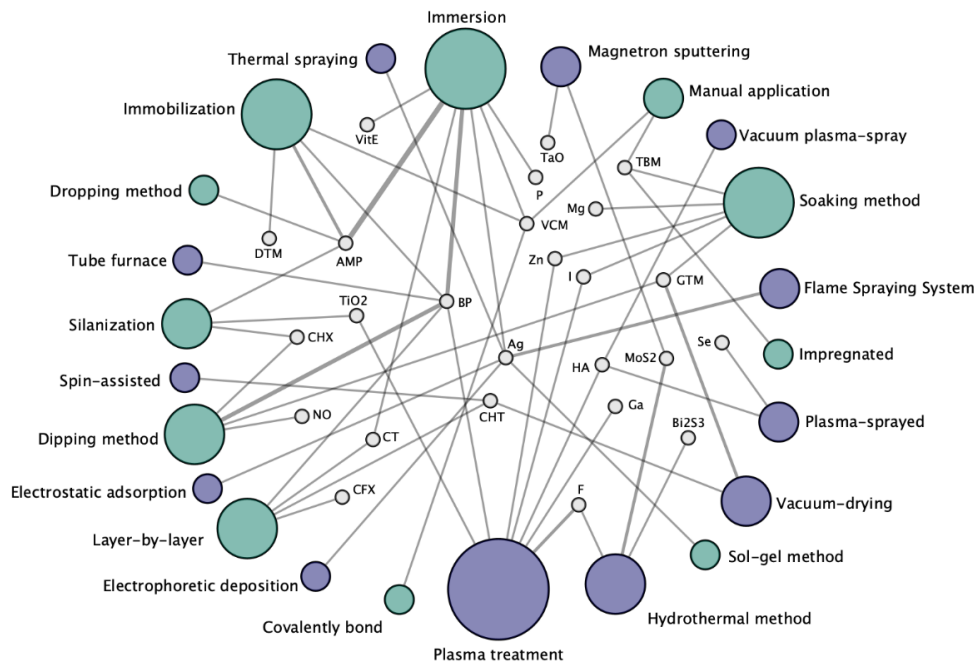 Immersion
Thermal spraying
Magnetron sputtering
Immobilization
Manual application
VitE
TaO
Vacuum plasma-spray
TBM
Dropping method
P
Mg
Soaking method
VCM
DTM
AMP
Zn
Tube furnace
I
GTM
Flame Spraying System
TiO2
BP
Silanization
CHX
Ag
Se
MoS2
HA
Impregnated
Spin-assisted
CHT
Ga
NO
Plasma-sprayed
Bi2S3
Dipping method
CT
Electrostatic adsorption
CFX
F
Vacuum-drying
Layer-by-layer
Sol-gel method
Electrophoretic deposition
Hydrothermal method
Covalently bond
Plasma treatment